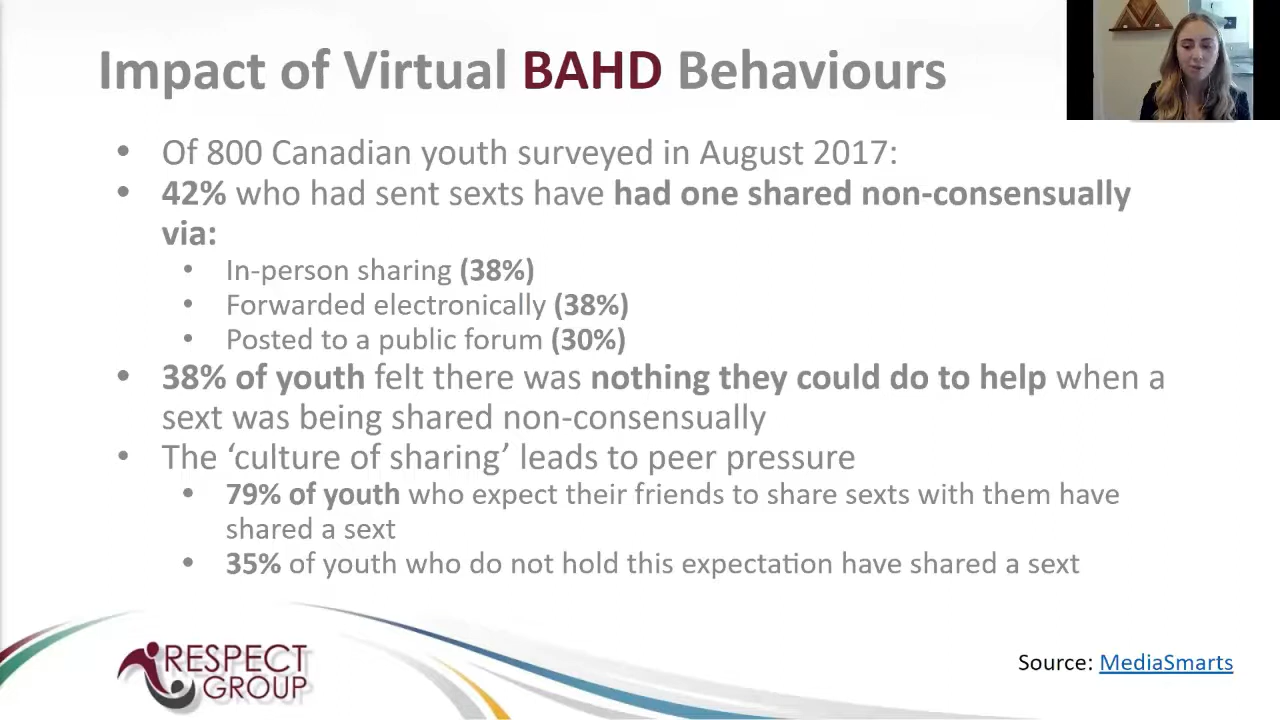 Impact of Virtual BAHD Behaviours
• Of 800 Canadian youth surveyed in August 2017:
• 42% who had sent sexts have had one shared non-consensually
via:
• In-person sharing (38%)
• Forwarded electronically (38%)
• Posted to a public forum (30%)
• 38% of youth felt there was nothing they could do to help when a
sext was being shared non-consensually
• The ‘culture of sharing’ leads to peer pressure
• 79% of youth who expect their friends to share sexts with them have
shared a sext
• 35% of youth who do not hold this expectation have shared a sext
RESPECT
GROUP
Source: MediaSmarts